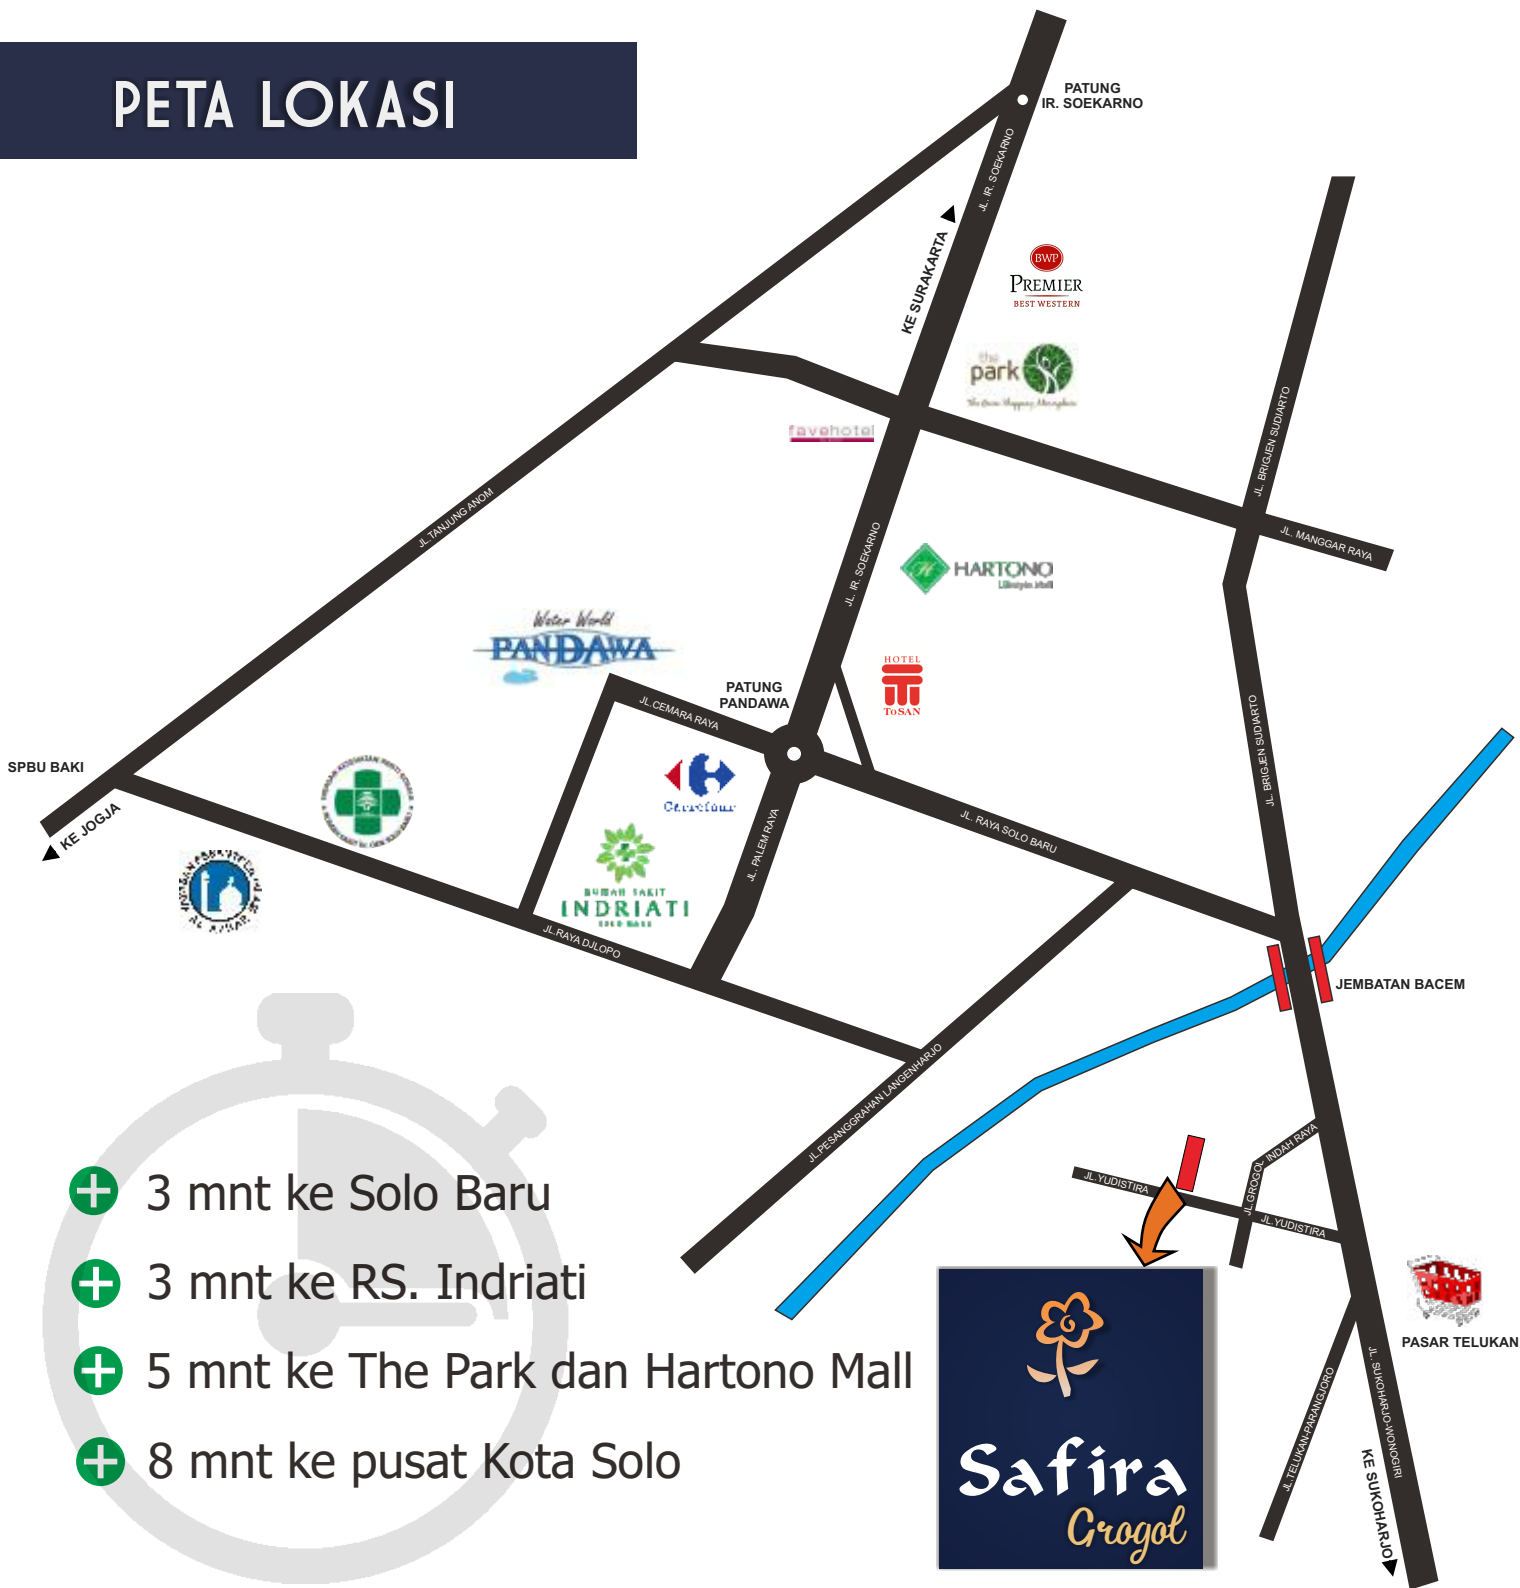 PETA LOKASI
PATUNG
IR. SOEKARNO
JL. IR. SOEKARNO
KE SURAKARTA
BWP
PREMIER
BEST WESTERN
the
park
favehotel
JL. BRIGJEN SUDIARTO
JL. MANGGAR RAYA
JL.TANJUNG ANOM
JL. IR. SOEKARNO
HARTONO
Lifestyle Mall
Water World
PANDAWA
HOTEL
ToSAN
PATUNG
PANDAWA
JL.CEMARA RAYA
JL. BRIGJEN SUDIARTO
SPBU BAKI
KE JOGJA
Carrefour
JL. PALEM RAYA
JL. RAYA SOLO BARU
RUMAH SAKIT
INDRIATI
SOLO BARU
JL.RAYA DJLOPO
JEMBATAN BACEM
JL.PESANGGRAHAN LANGENHARJO
JL.GROGOL INDAH RAYA
JL.YUDISTIRA
JL.YUDISTIRA
3 mnt ke Solo Baru
3 mnt ke RS. Indriati
5 mnt ke The Park dan Hartono Mall
8 mnt ke pusat Kota Solo
Safira
Grogol
PASAR TELUKAN
JL. SUKOHARJO-WONOGIRI
JL.TELUKAN-PARANGJORO
KE SUKOHARJO